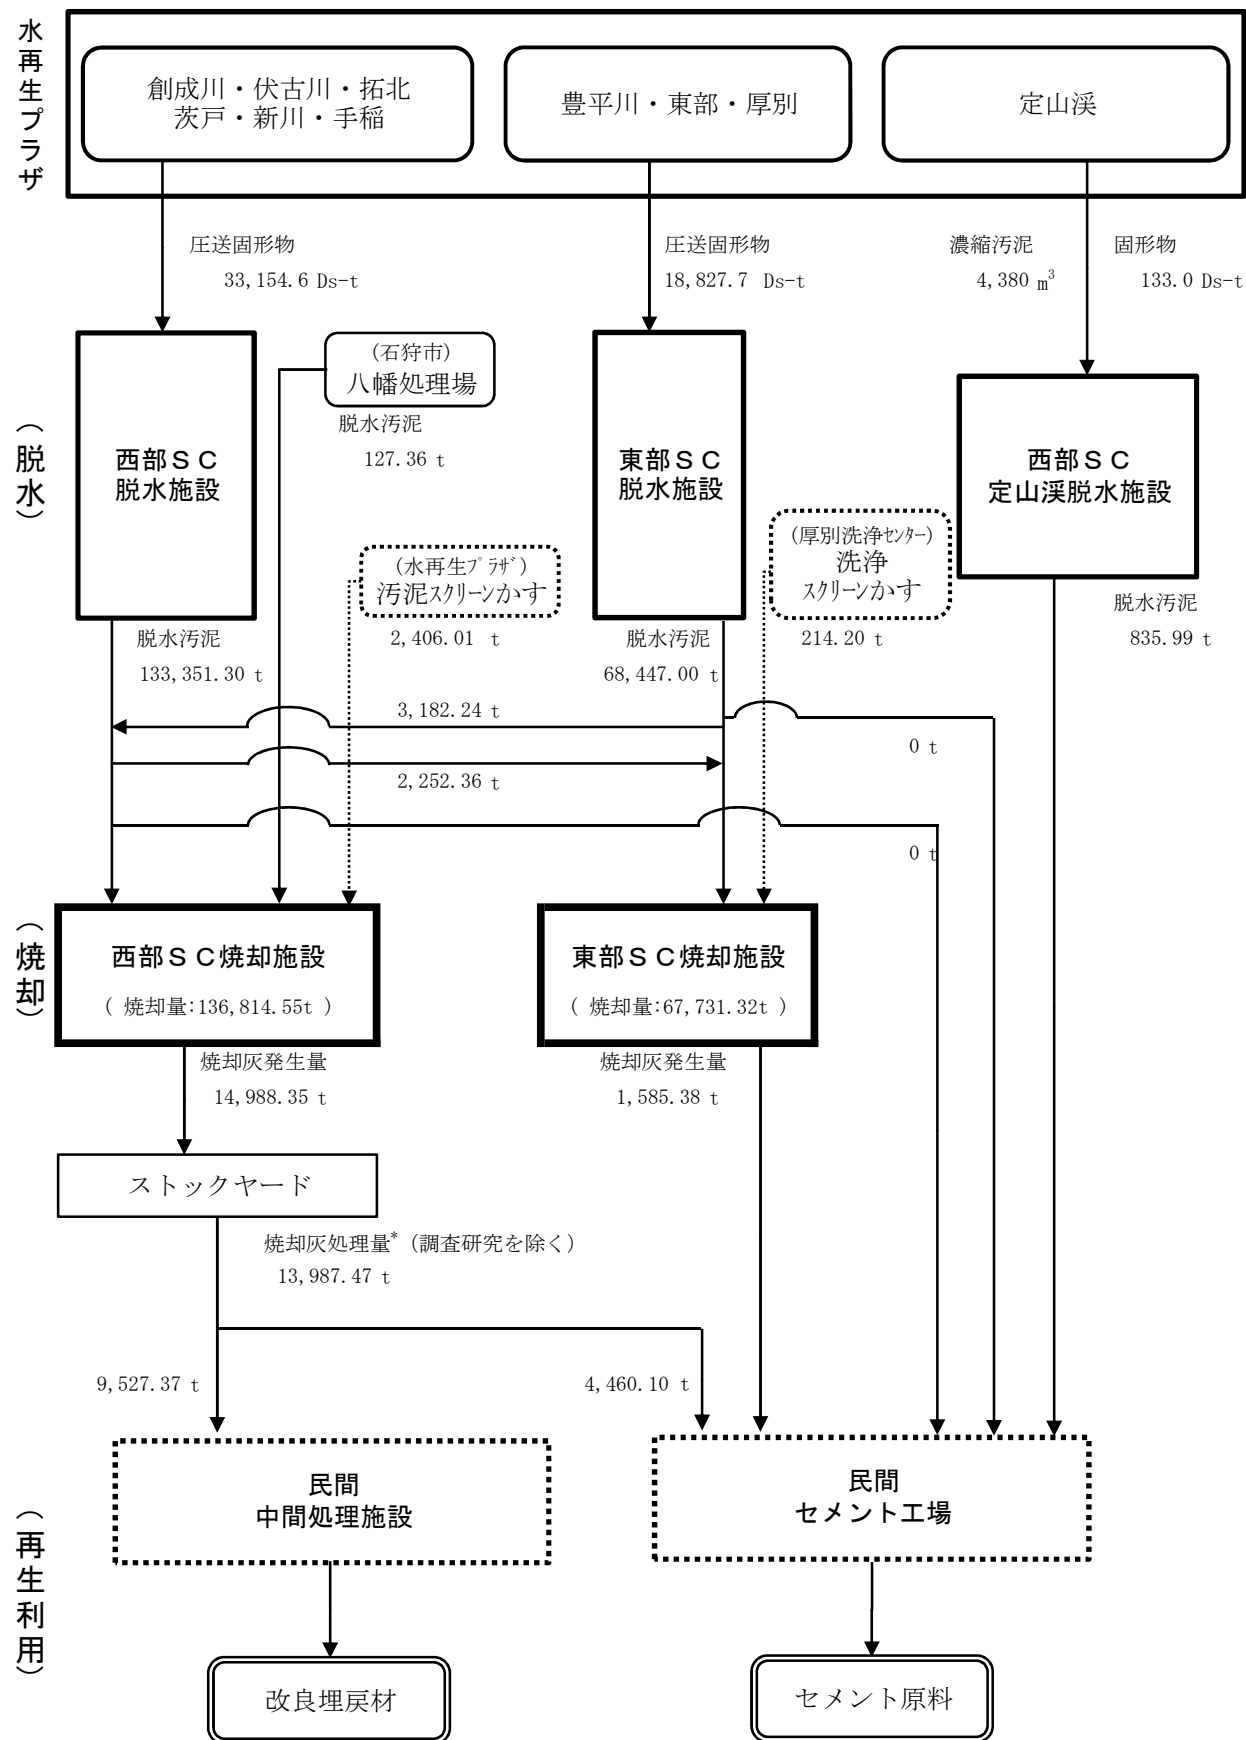 水再生プラザ
創成川・伏古川・拓北
茨戸・新川・手稲
豊平川・東部・厚別
定山渓
圧送固形物
33,154.6 Ds-t
圧送固形物
18,827.7 Ds-t
濃縮汚泥
4,380 m³
固形物
133.0 Ds-t
(脱水)
西部SC
脱水施設
(石狩市)
八幡処理場
脱水汚泥
127.36 t
東部SC
脱水施設
西部SC
定山渓脱水施設
(水再生プラザ)
汚泥スクリーンかす
2,406.01 t
(厚別洗浄センター)
洗浄
スクリーンかす
214.20 t
脱水汚泥
133,351.30 t
脱水汚泥
68,447.00 t
脱水汚泥
835.99 t
3,182.24 t
0 t
2,252.36 t
0 t
(焼却)
西部SC焼却施設
( 焼却量:136,814.55t )
東部SC焼却施設
( 焼却量:67,731.32t )
焼却灰発生量
14,988.35 t
焼却灰発生量
1,585.38 t
ストックヤード
焼却灰処理量*(調査研究を除く)
13,987.47 t
9,527.37 t
4,460.10 t
(再生利用)
民間
中間処理施設
民間
セメント工場
改良埋戻材
セメント原料